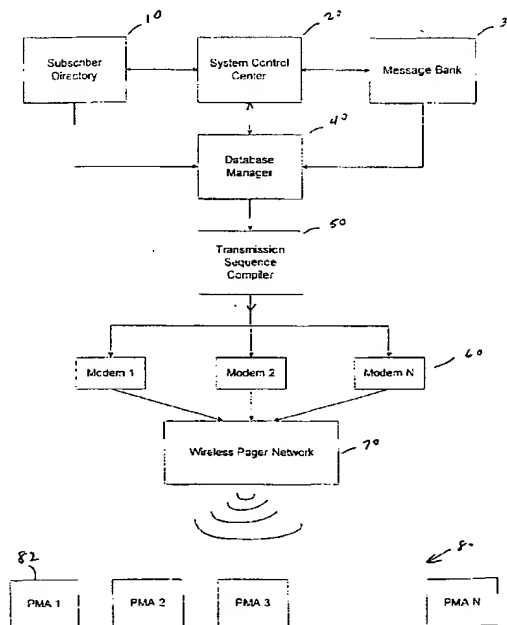 10
20
3
Subscriber
Directory
System Control
Center
Message Bank
40
Database
Manager
50
Transmission
Sequence
Compiler
Modem 1
Modem 2
Modem N
60
Wireless Pager Network
70
82
8
PMA 1
PMA 2
PMA 3
PMA N